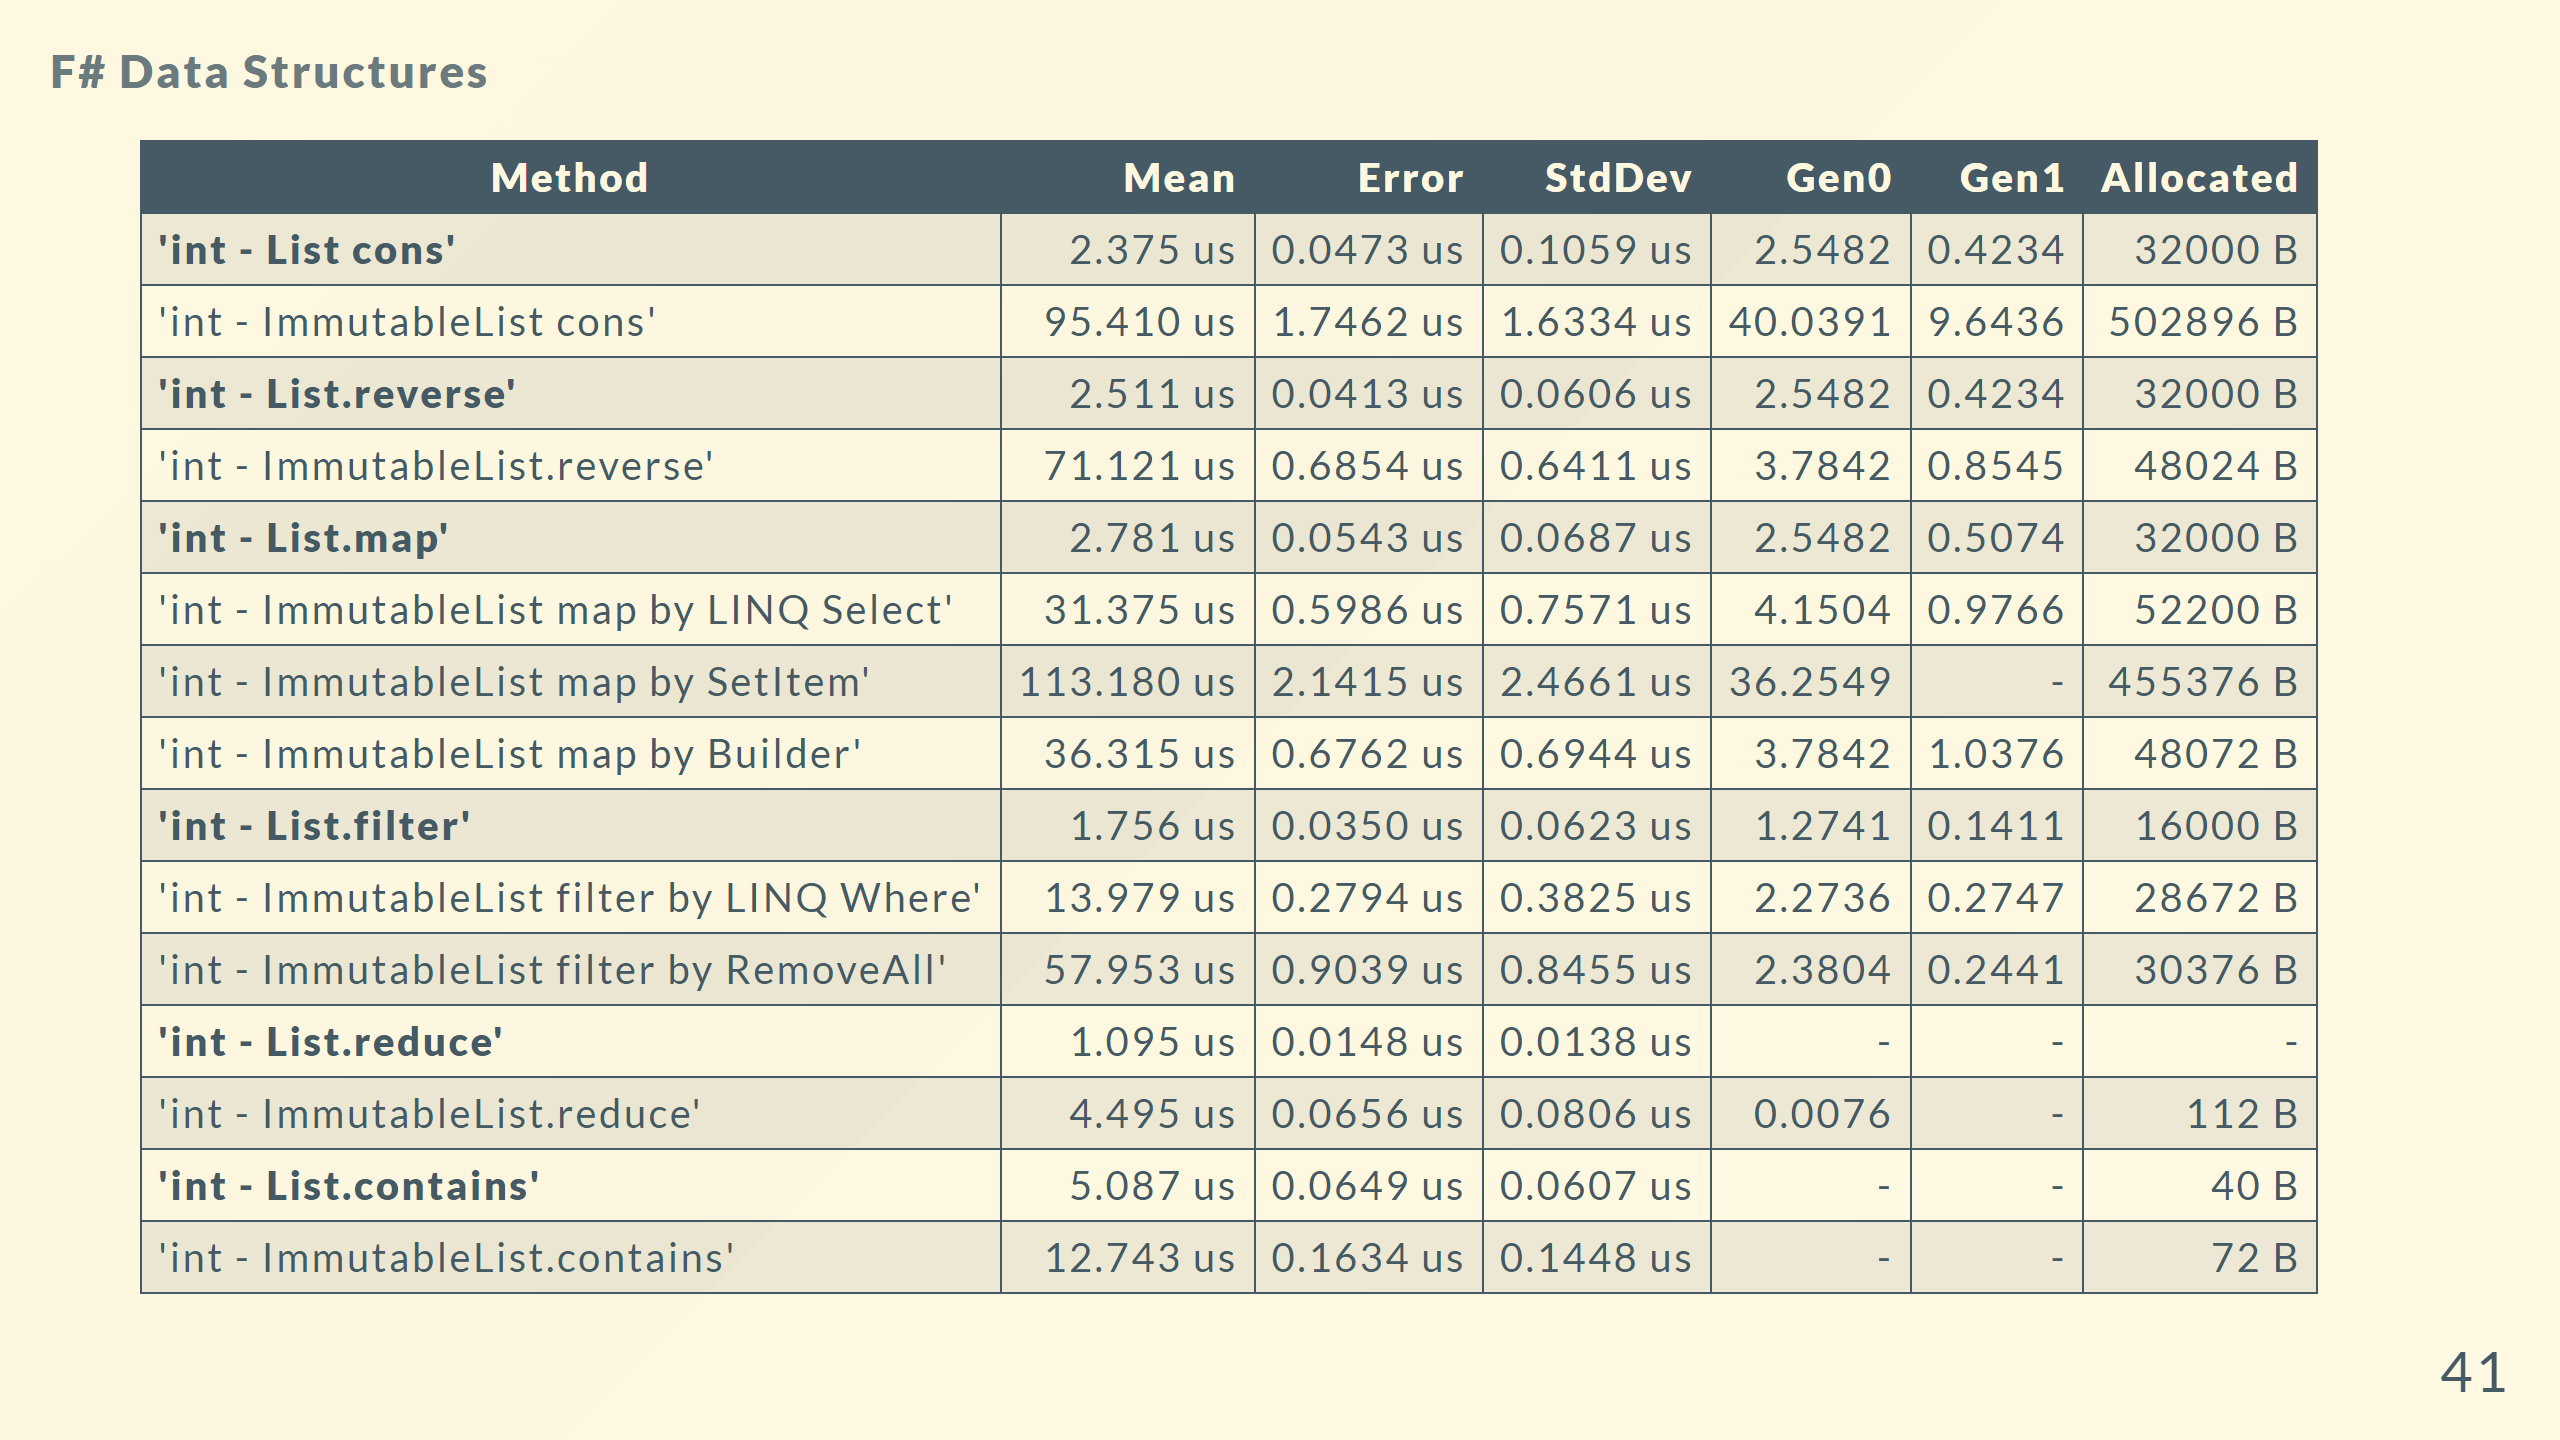 F# Data Structures
Method Mean Error StdDev Gen0 Gen1 Allocated
'int - List cons' 2.375 us 0.0473 us 0.1059 us 2.5482 0.4234 32000 B
'int - ImmutableList cons' 95.410 us 1.7462 us 1.6334 us 40.0391 9.6436 502896 B
'int - List.reverse' 2.511 us 0.0413 us 0.0606 us 2.5482 0.4234 32000 B
'int - ImmutableList.reverse' 71.121 us 0.6854 us 0.6411 us 3.7842 0.8545 48024 B
'int - List.map' 2.781 us 0.0543 us 0.0687 us 2.5482 0.5074 32000 B
'int - ImmutableList map by LINQ Select' 31.375 us 0.5986 us 0.7571 us 4.1504 0.9766 52200 B
'int - ImmutableList map by SetItem' 113.180 us 2.1415 us 2.4661 us 36.2549 - 455376 B
'int - ImmutableList map by Builder' 36.315 us 0.6762 us 0.6944 us 3.7842 1.0376 48072 B
'int - List.filter' 1.756 us 0.0350 us 0.0623 us 1.2741 0.1411 16000 B
'int - ImmutableList filter by LINQ Where' 13.979 us 0.2794 us 0.3825 us 2.2736 0.2747 28672 B
'int - ImmutableList filter by RemoveAll' 57.953 us 0.9039 us 0.8455 us 2.3804 0.2441 30376 B
'int - List.reduce' 1.095 us 0.0148 us 0.0138 us - - -
'int - ImmutableList.reduce' 4.495 us 0.0656 us 0.0806 us 0.0076 - 112 B
'int - List.contains' 5.087 us 0.0649 us 0.0607 us - - 40 B
'int - ImmutableList.contains' 12.743 us 0.1634 us 0.1448 us - - 72 B
41